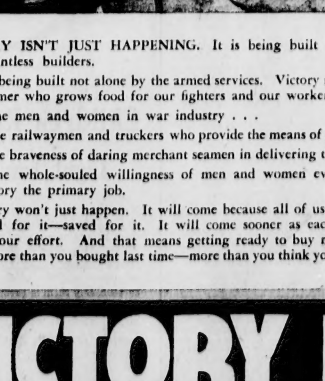 Y ISN'T JUST HAPPENING. It is being built
ntless builders.
being built not alone by the armed services. Victory
mer who grows food for our fighters and our worke
e men and women in war industry . . .
e railwaymen and truckers who provide the means of
e braveness of daring merchant seamen in delivering t
ne whole-souled willingness of men and women ev
ory the primary job.
ry won't just happen. It will come because all of us
d for it—saved for it. It will come sooner as eac
our effort. And that means getting ready to buy m
ore than you bought last time—more than you think yo
ICTORY